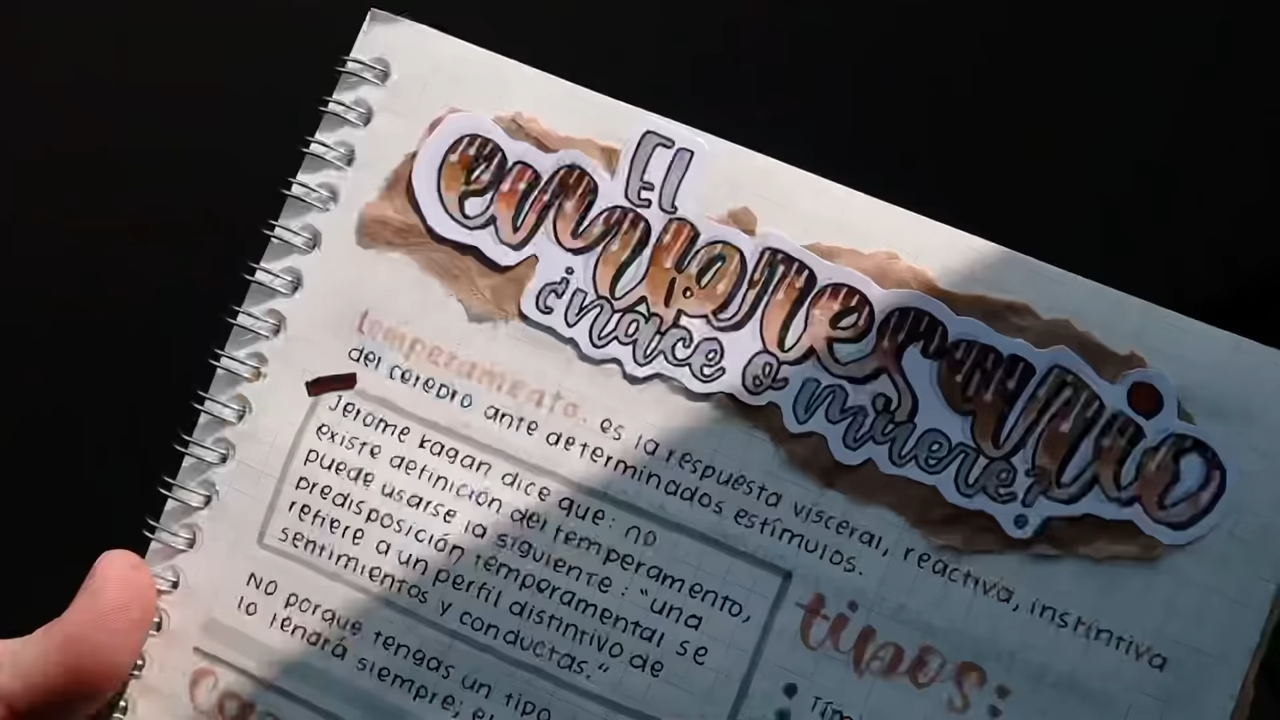 El
empresario
¿nace o muere?
temperamento. es la respuesta visceral, reactiva, instintiva
del cerebro ante determinados estímulos.
Jerome kagan dice que: no
existe definición del temperamento,
puede usarse la siguiente: "una
predisposición temporamental se
refiere a un perfil distintivo de
sentimientos y conductas."
No porque tengas un tipo
lo tendrá siempre;
tipos: